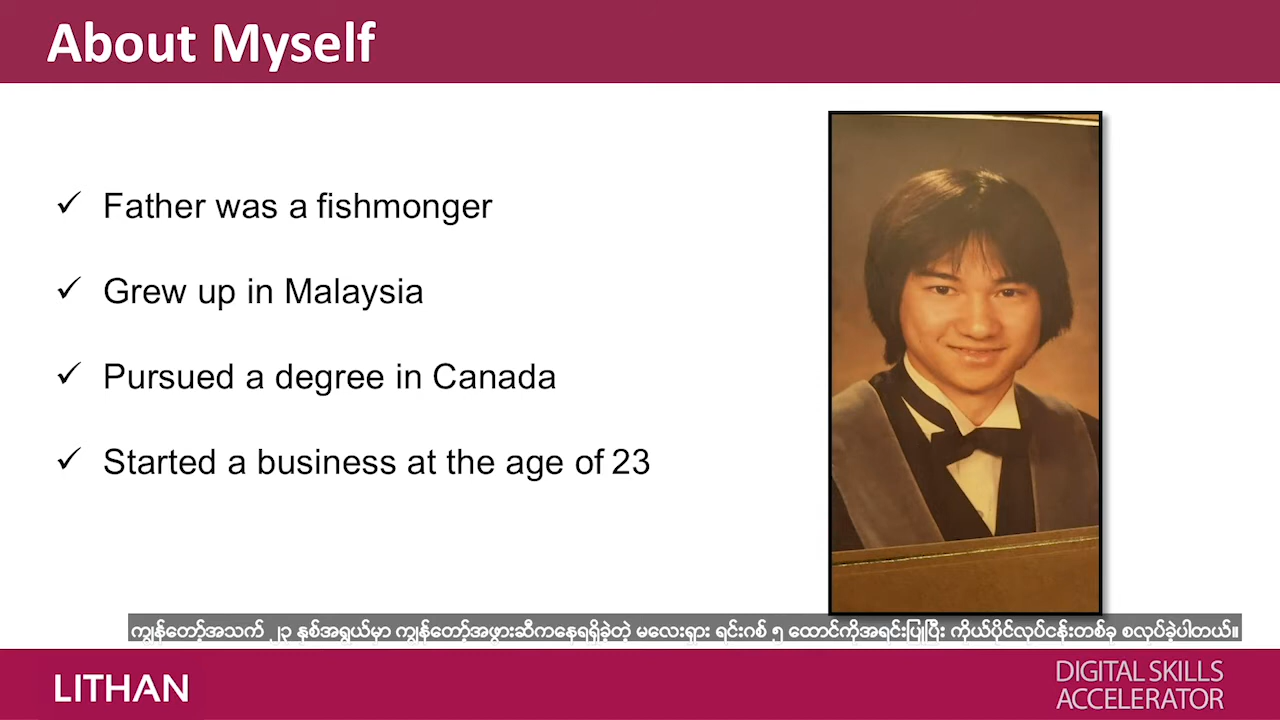 About Myself
✓ Father was a fishmonger
✓ Grew up in Malaysia
✓ Pursued a degree in Canada
✓ Started a business at the age of 23
ကျွန်တော့်အသက် ၂၃ နှစ်အရွယ်မှာ ကျွန်တော့်အဖွားဆီကနေရရှိခဲ့တဲ့ မလေးရှား ရင်းဂစ် ၅ ထောင်ကိုအရင်းပြုပြီး ကိုယ်ပိုင်လုပ်ငန်းတစ်ခု စလုပ်ခဲ့ပါတယ်။
LITHAN
DIGITAL SKILLS
ACCELERATOR